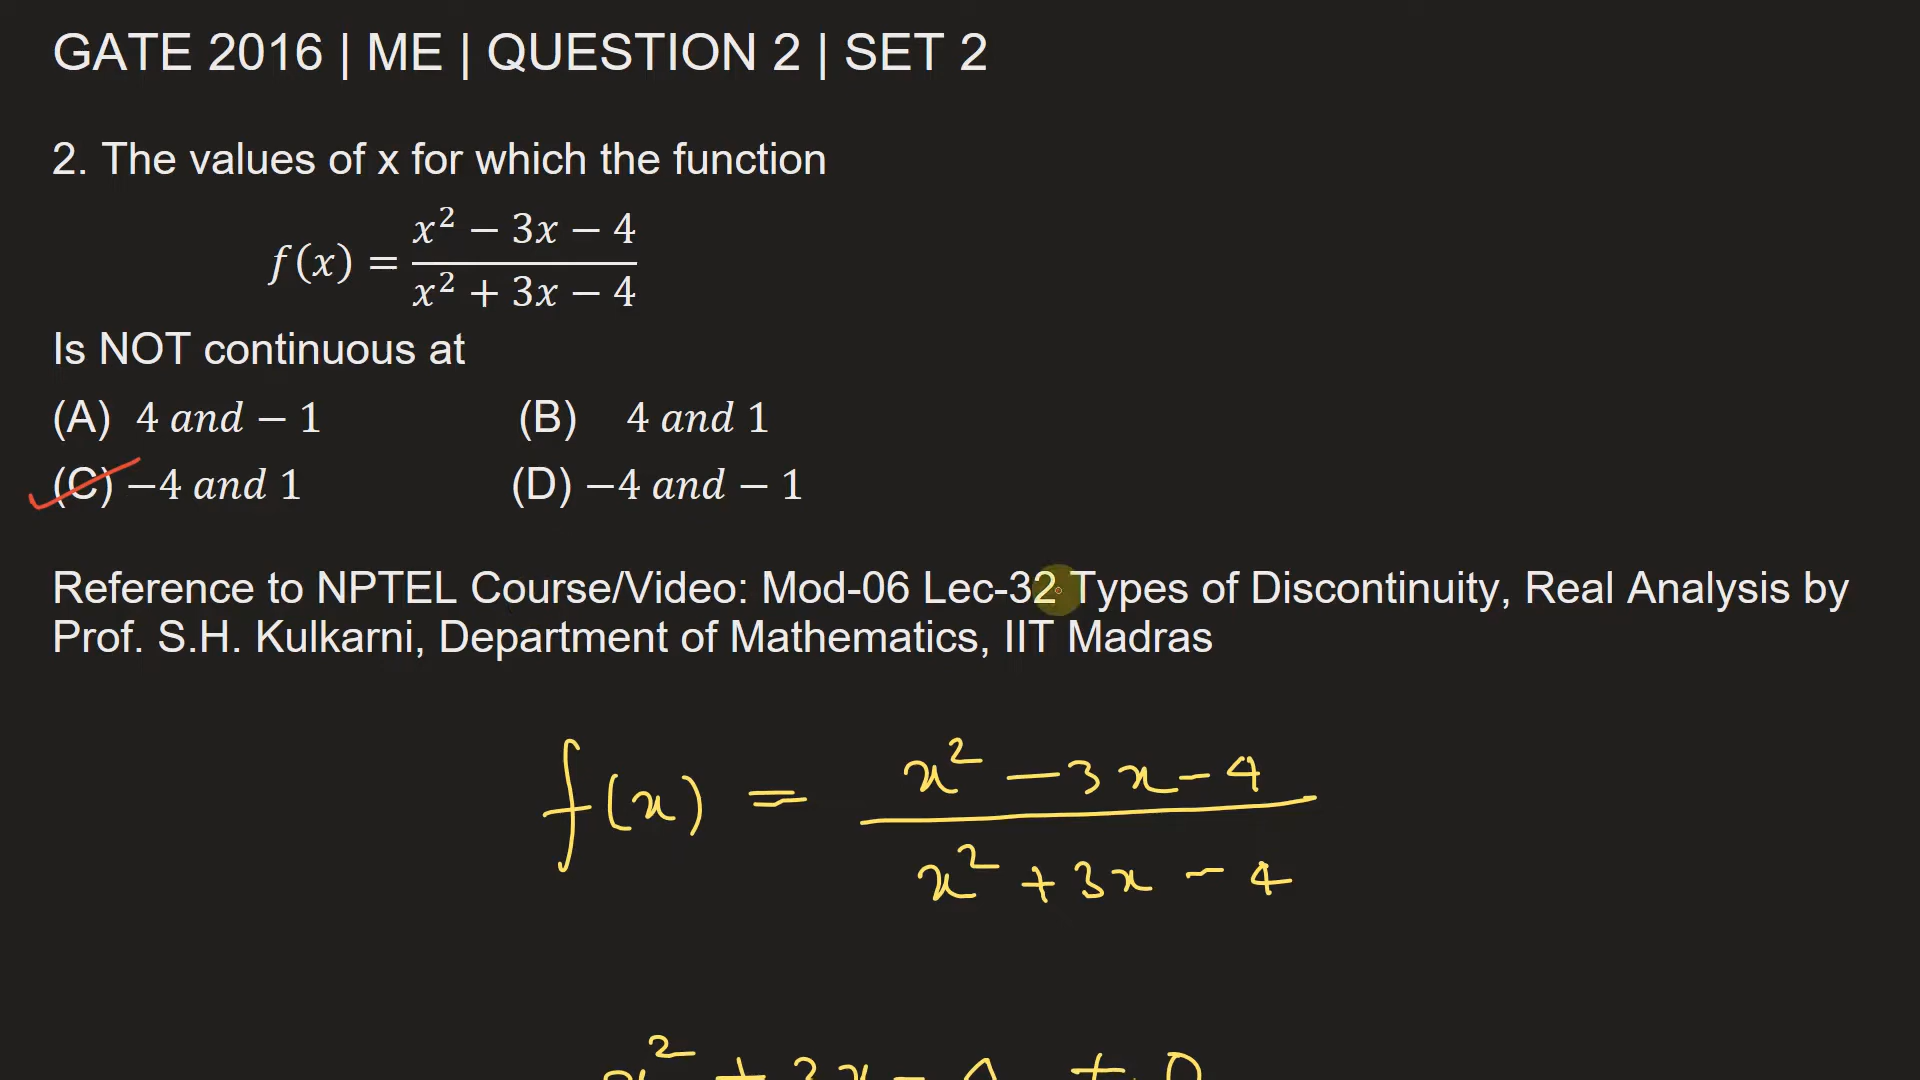 GATE 2016 | ME | QUESTION 2 | SET 2
2. The values of x for which the function
f(x) = (x² − 3x − 4)/(x² + 3x − 4)
Is NOT continuous at
(A) 4 and − 1 (B) 4 and 1
(C) −4 and 1 (D) −4 and − 1
Reference to NPTEL Course/Video: Mod-06 Lec-32 Types of Discontinuity, Real Analysis by
Prof. S.H. Kulkarni, Department of Mathematics, IIT Madras
f(x) = (x² − 3x − 4)/(x² + 3x − 4)